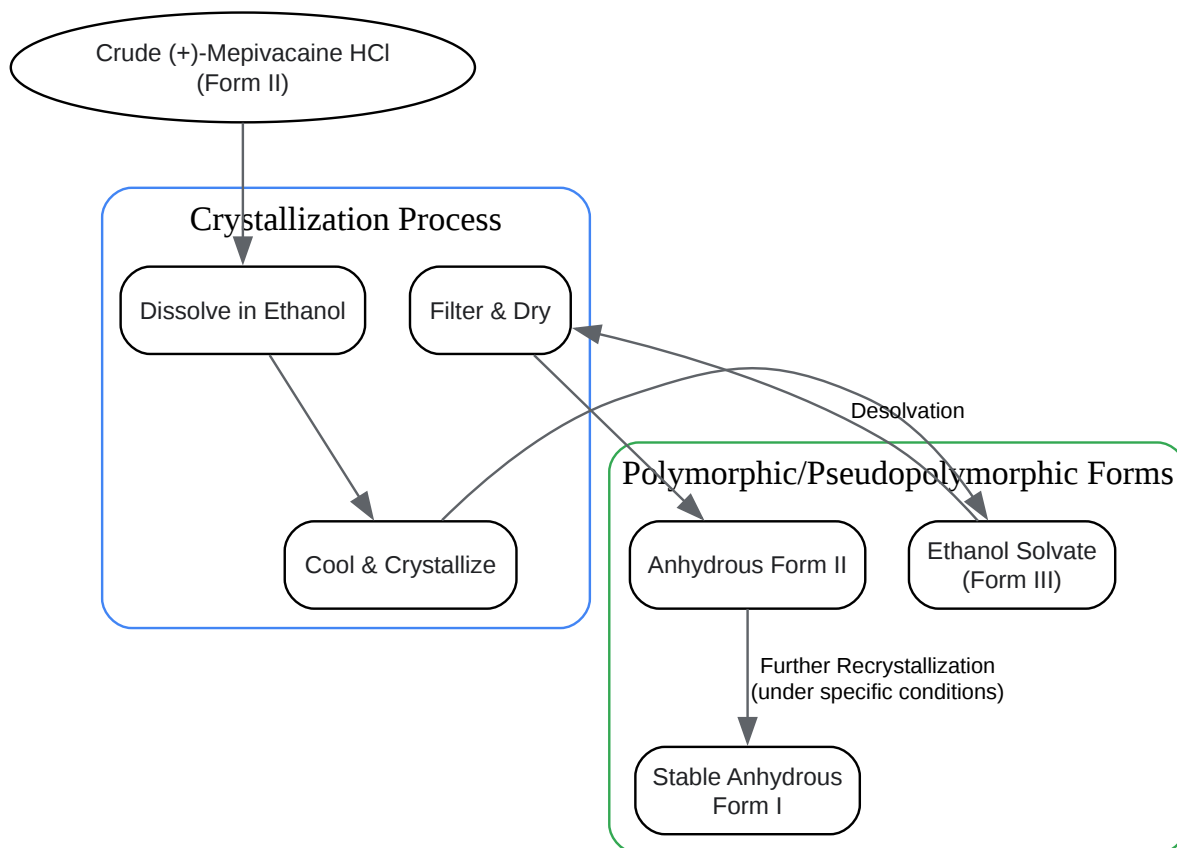 Crude (+)-Mepivacaine HCl
(Form II)
Crystallization Process
Dissolve in Ethanol
Filter & Dry
Desolvation
Polymorphic/Pseudopolymorphic Forms
Cool & Crystallize
Anhydrous Form II
Ethanol Solvate
(Form III)
Further Recrystallization
(under specific conditions)
Stable Anhydrous
Form I